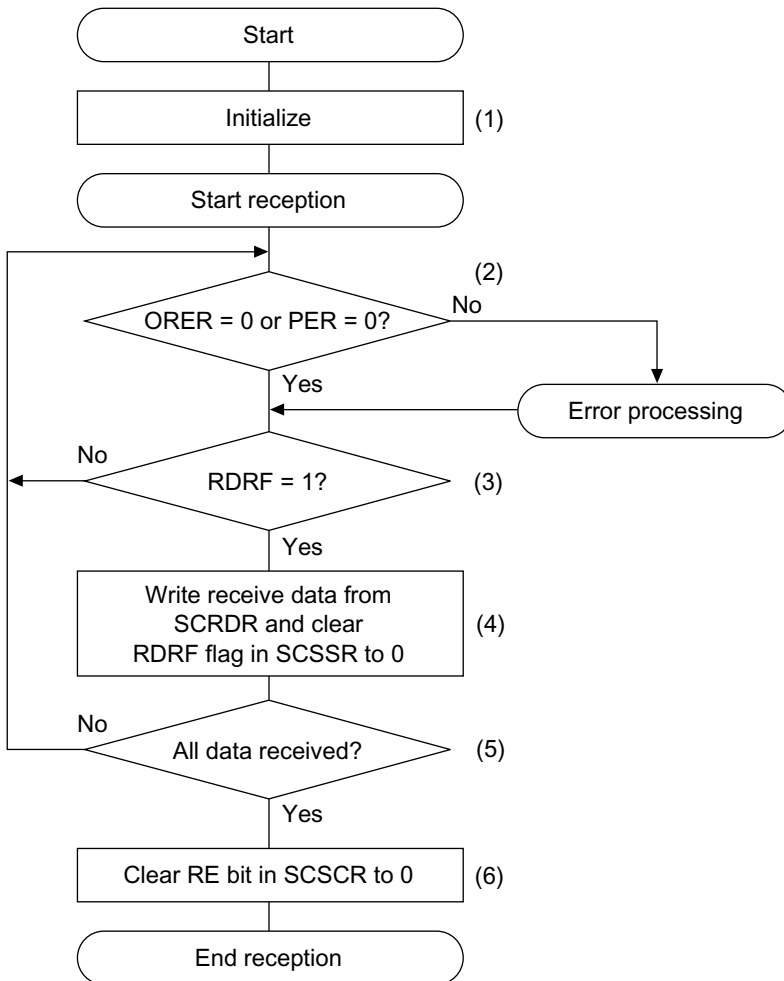 Start
Initialize
(1)
Start reception
(2)
ORER = 0 or PER = 0?
No
Yes
Error processing
No
RDRF = 1?
(3)
Yes
Write receive data from
SCRDR and clear
RDRF flag in SCSSR to 0
(4)
No
All data received?
(5)
Yes
Clear RE bit in SCSCR to 0
(6)
End reception